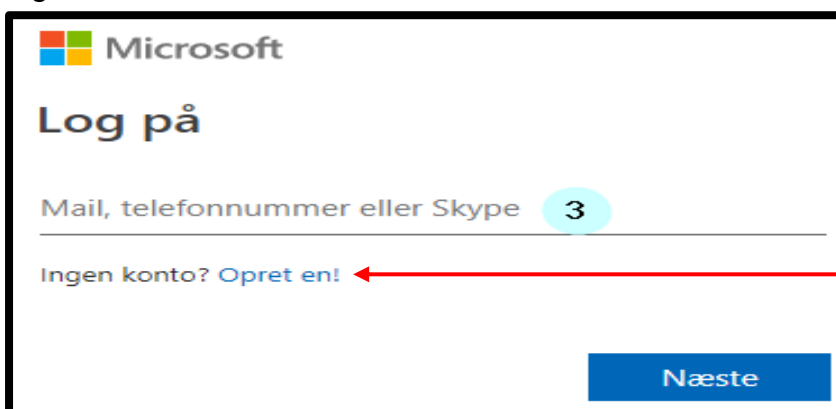 Microsoft
Log på
Mail, telefonnummer eller Skype 3
Ingen konto? Opret en!
Næste